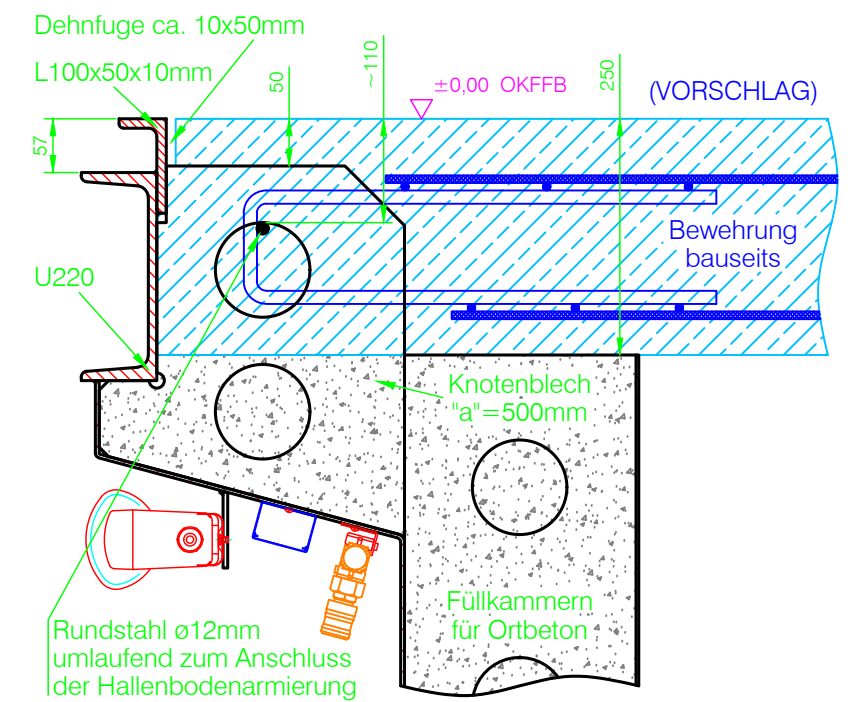 Dehnfuge ca. 10x50mm
L100x50x10mm
57
50
~110
±0,00 OKFFB
250
(VORSCHLAG)
Bewehrung
bauseits
U220
Knotenblech
"a"=500mm
Füllkammern
für Ortbeton
Rundstahl ø12mm
umlaufend zum Anschluss
der Hallenbodenarmierung